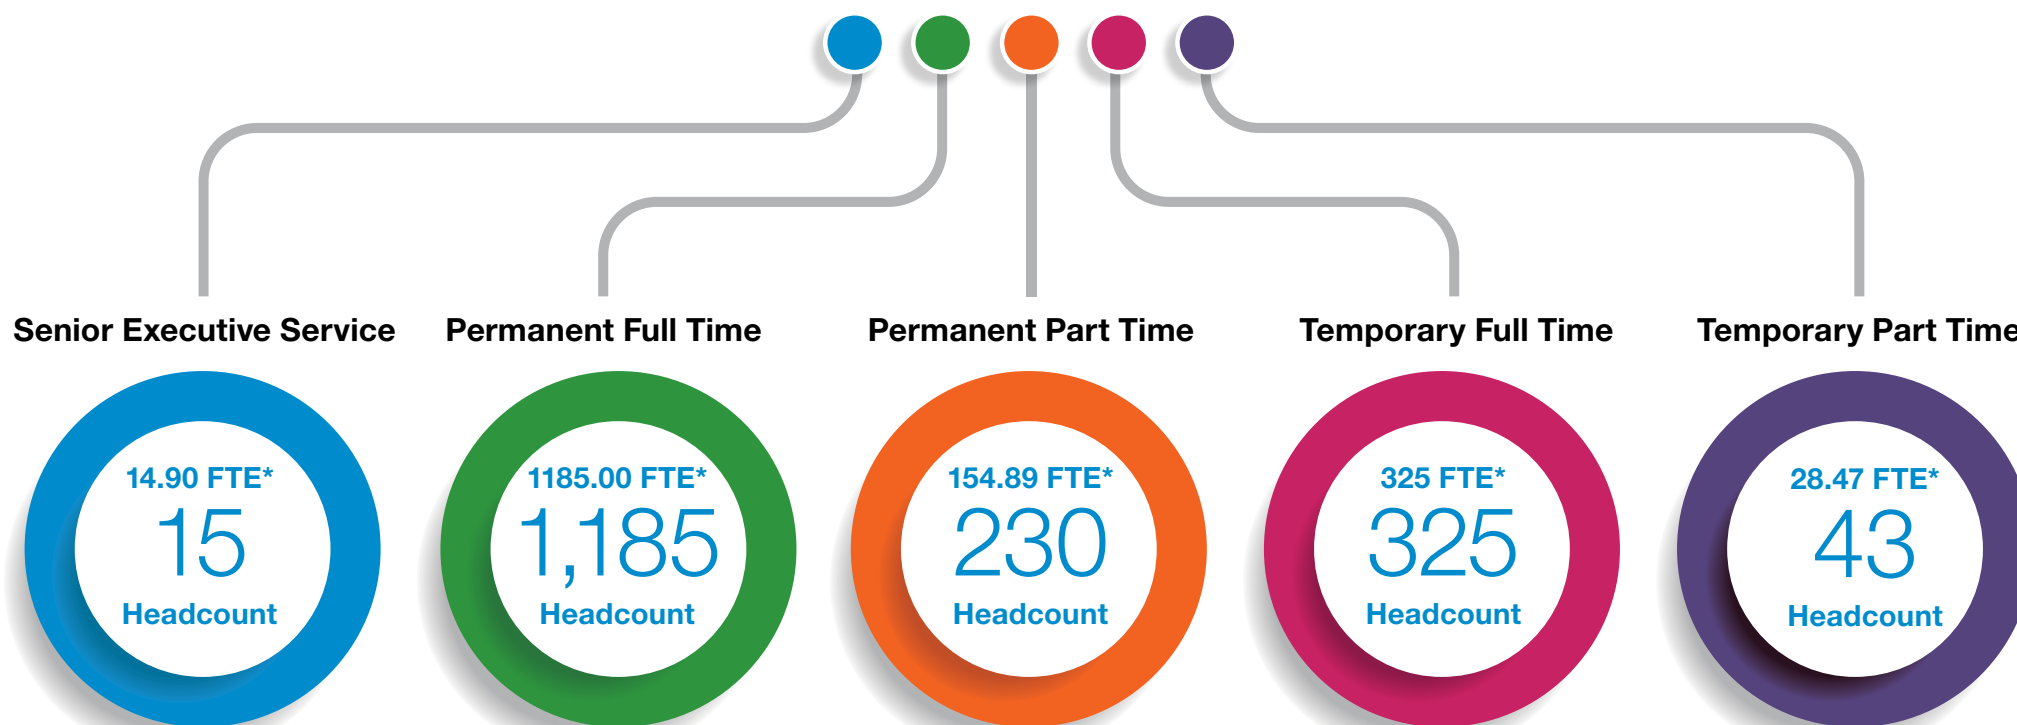 Senior Executive Service
Permanent Full Time
Permanent Part Time
Temporary Full Time
Temporary Part Time
14.90 FTE*
15
Headcount
1185.00 FTE*
1,185
Headcount
154.89 FTE*
230
Headcount
325 FTE*
325
Headcount
28.47 FTE*
43
Headcount